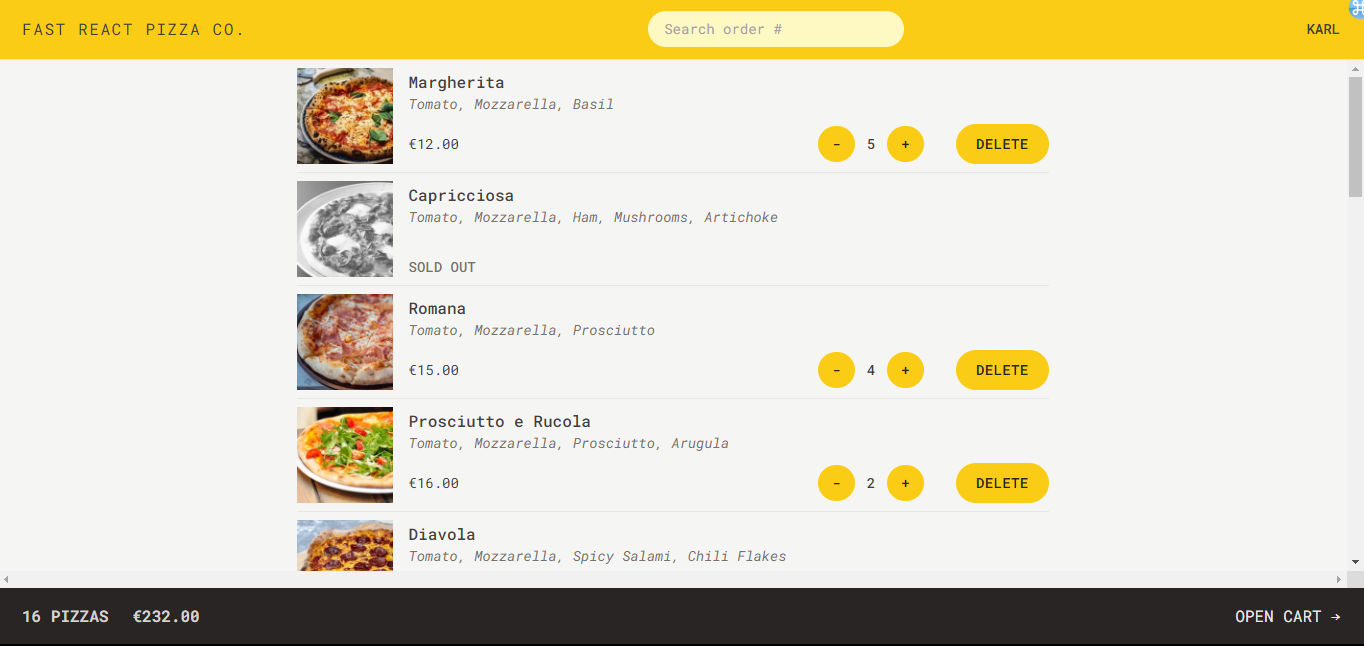 FAST REACT PIZZA CO.
Search order #
KARL
Margherita
Tomato, Mozzarella, Basil
€12.00
-
5
+
DELETE
Capricciosa
Tomato, Mozzarella, Ham, Mushrooms, Artichoke
SOLD OUT
Romana
Tomato, Mozzarella, Prosciutto
€15.00
-
4
+
DELETE
Prosciutto e Rucola
Tomato, Mozzarella, Prosciutto, Arugula
€16.00
-
2
+
DELETE
Diavola
Tomato, Mozzarella, Spicy Salami, Chili Flakes
16 PIZZAS
€232.00
OPEN CART →